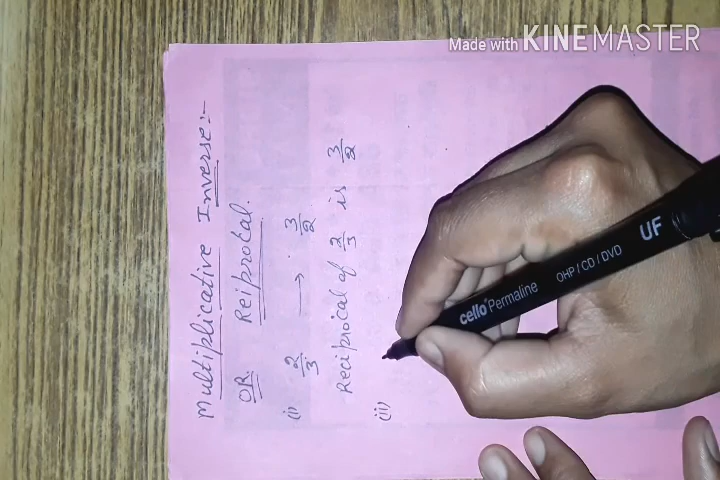 Made with KINEMASTER
Multiplicative Inverse:-
OR Reiprocal.
(i) 2/3 → 3/2
Reciprocal of 2/3 is 3/2
(ii)
cello Permaline OHP/CD/DVD UF